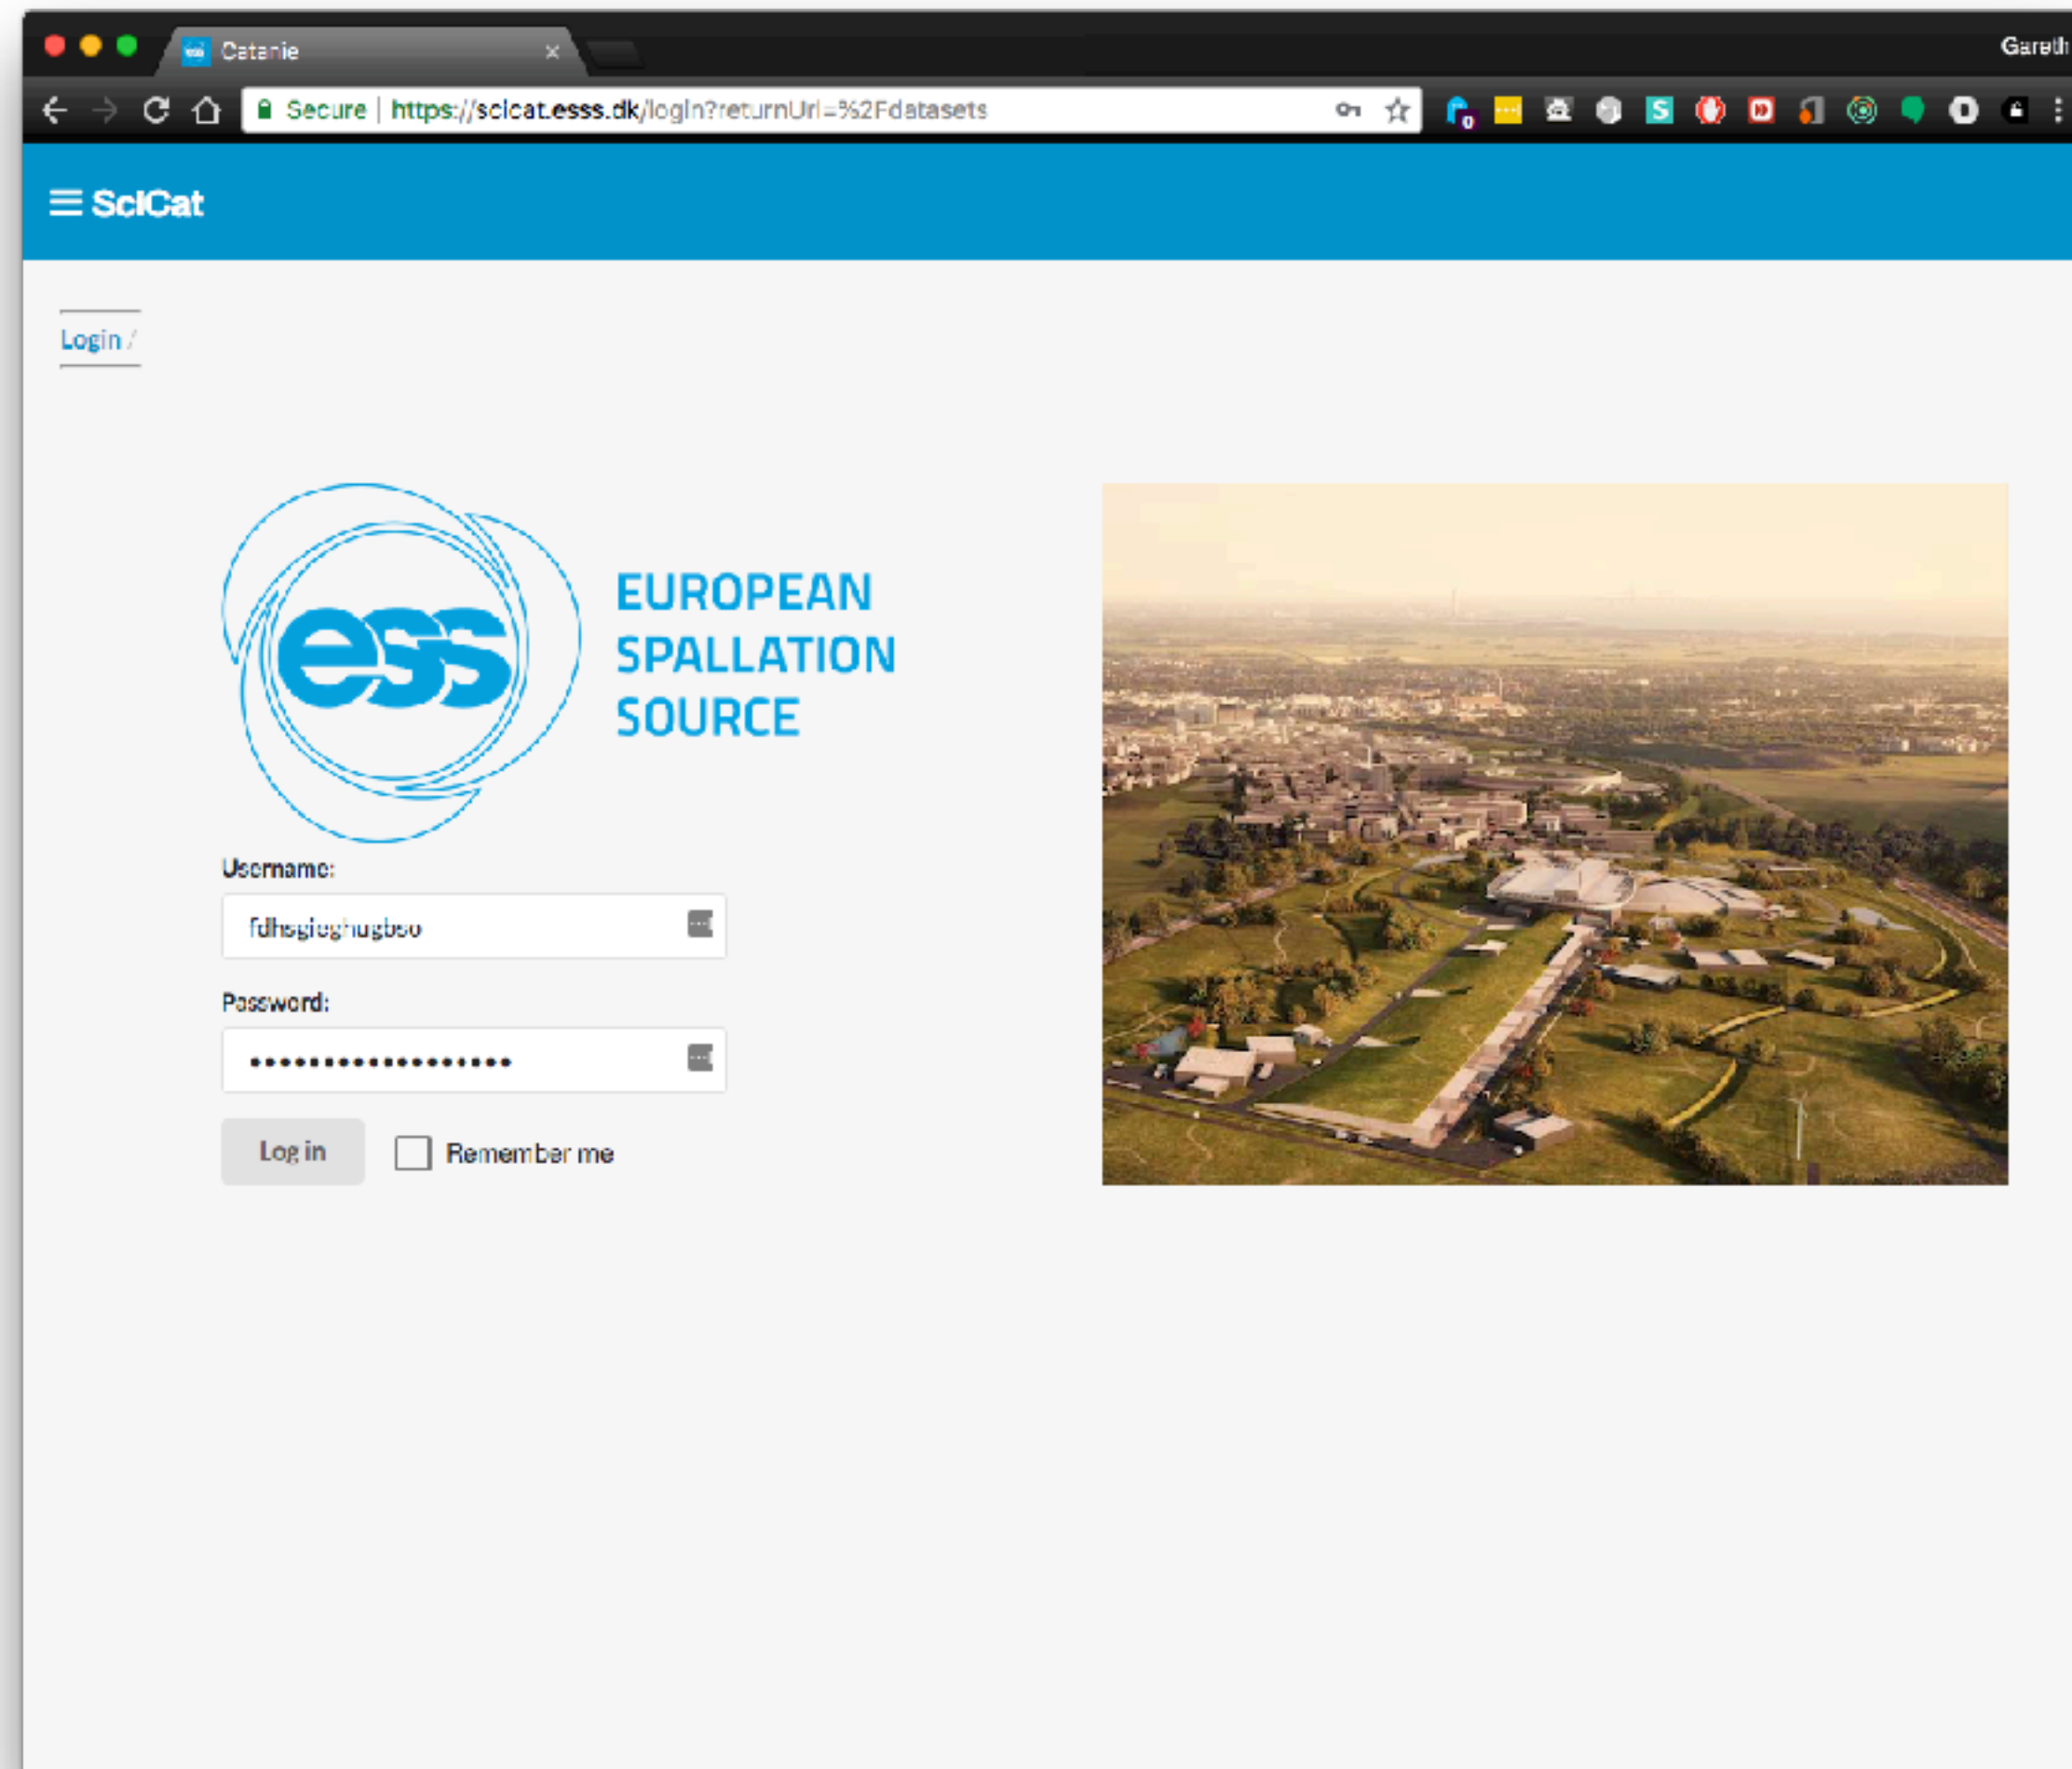 Catanie
Gareth
Secure | https://scicat.esss.dk/login?returnUrl=%2Fdatasets
SciCat
Login /
ess
EUROPEAN
SPALLATION
SOURCE
Username:
fdhsgieghugbso
Password:
••••••••••••••••••
Log in
Remember me